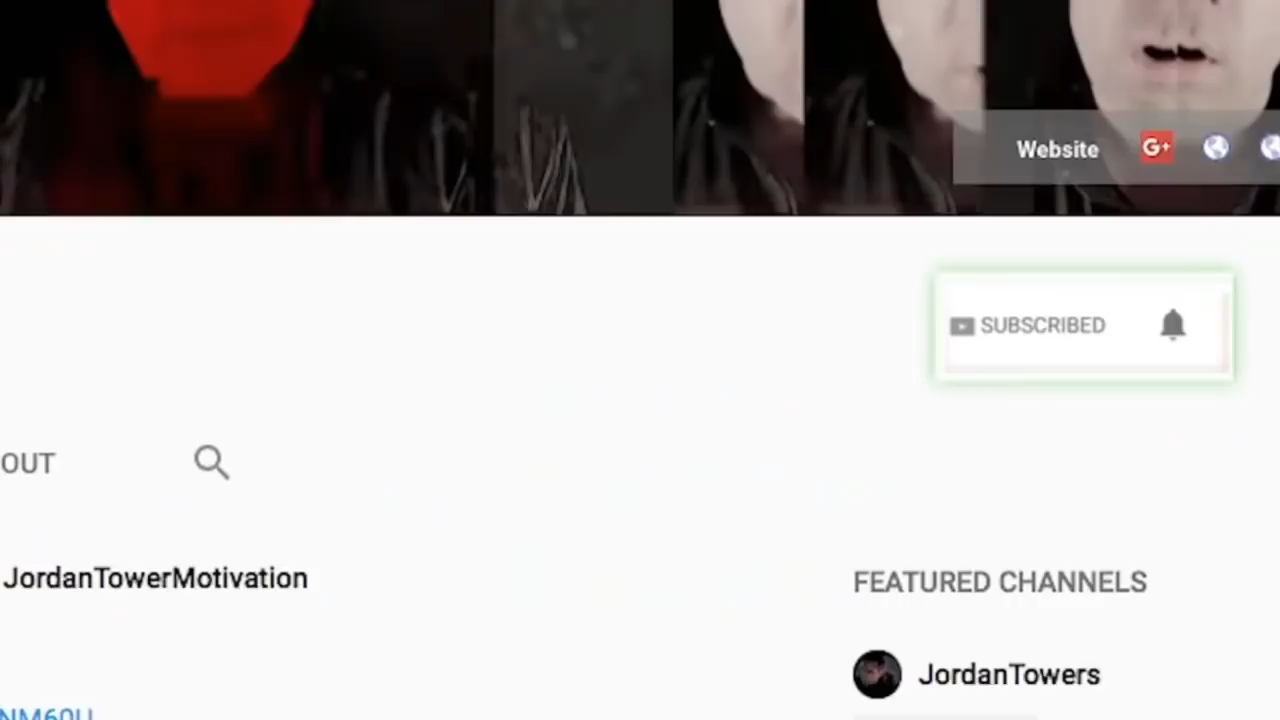 Website G+
SUBSCRIBED
OUT
JordanTowerMotivation
FEATURED CHANNELS
JordanTowers